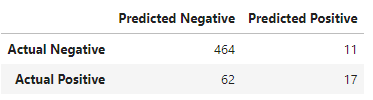 Predicted Negative Predicted Positive
Actual Negative 464 11
Actual Positive 62 17